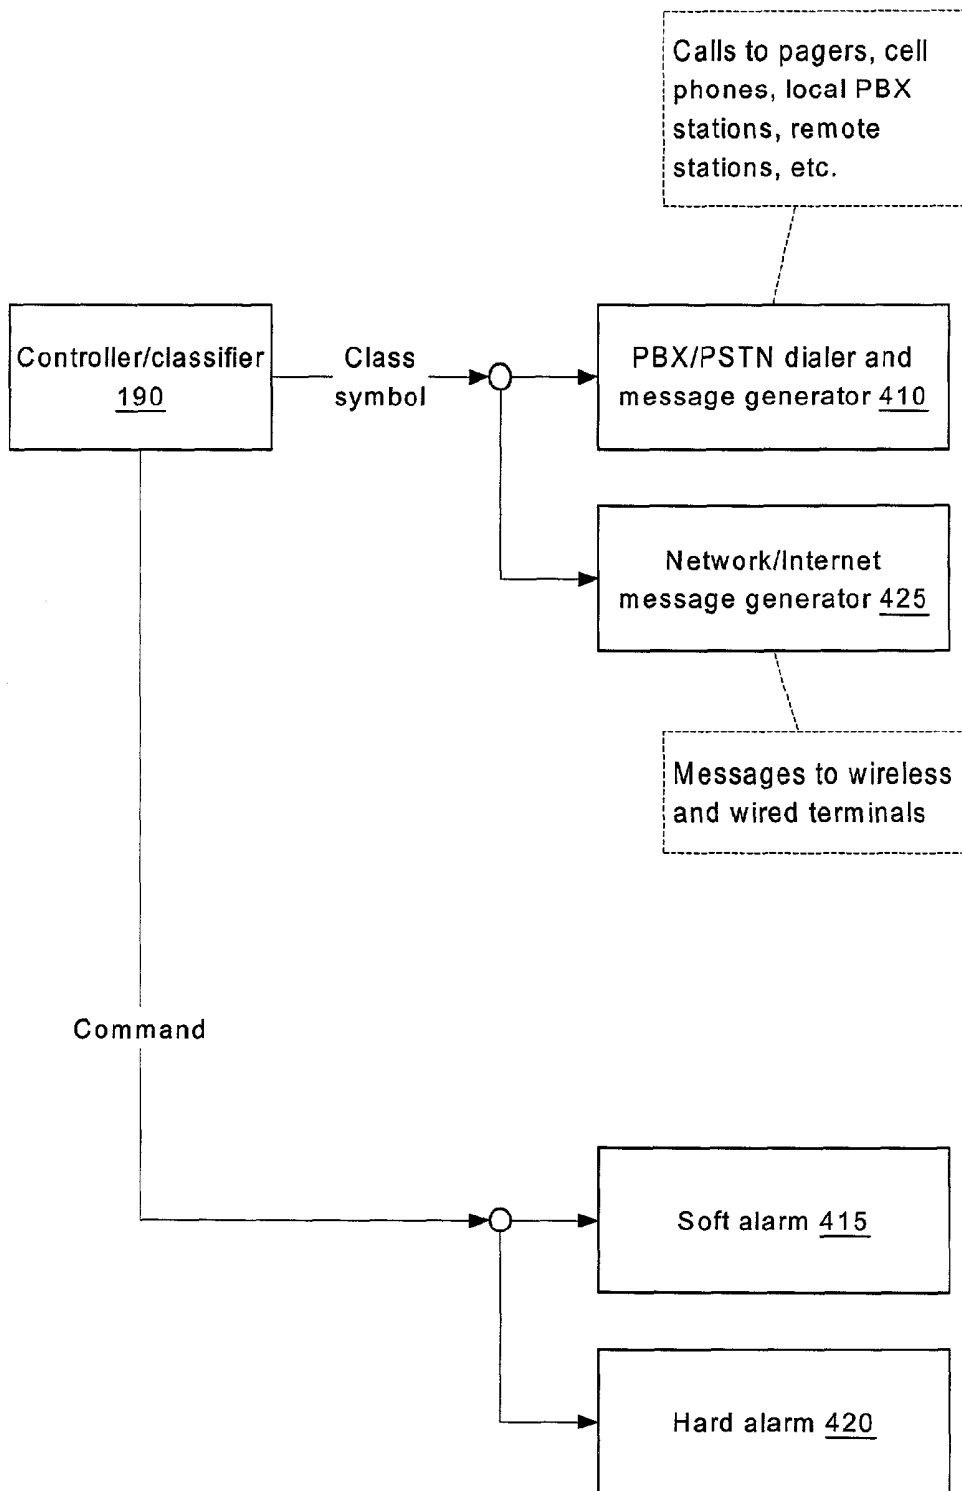 Calls to pagers, cell
phones, local PBX
stations, remote
stations, etc.
Controller/classifier
190
Class
symbol
PBX/PSTN dialer and
message generator 410
Network/Internet
message generator 425
Messages to wireless
and wired terminals
Command
Soft alarm 415
Hard alarm 420